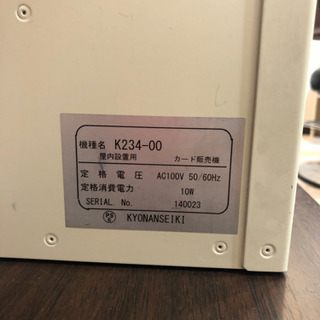 機種名 K234-00
屋内設置用 カード販売機
定格電圧 AC100V 50/60Hz
定格消費電力 10W
SERIAL No. 140023
KYONANSEIKI